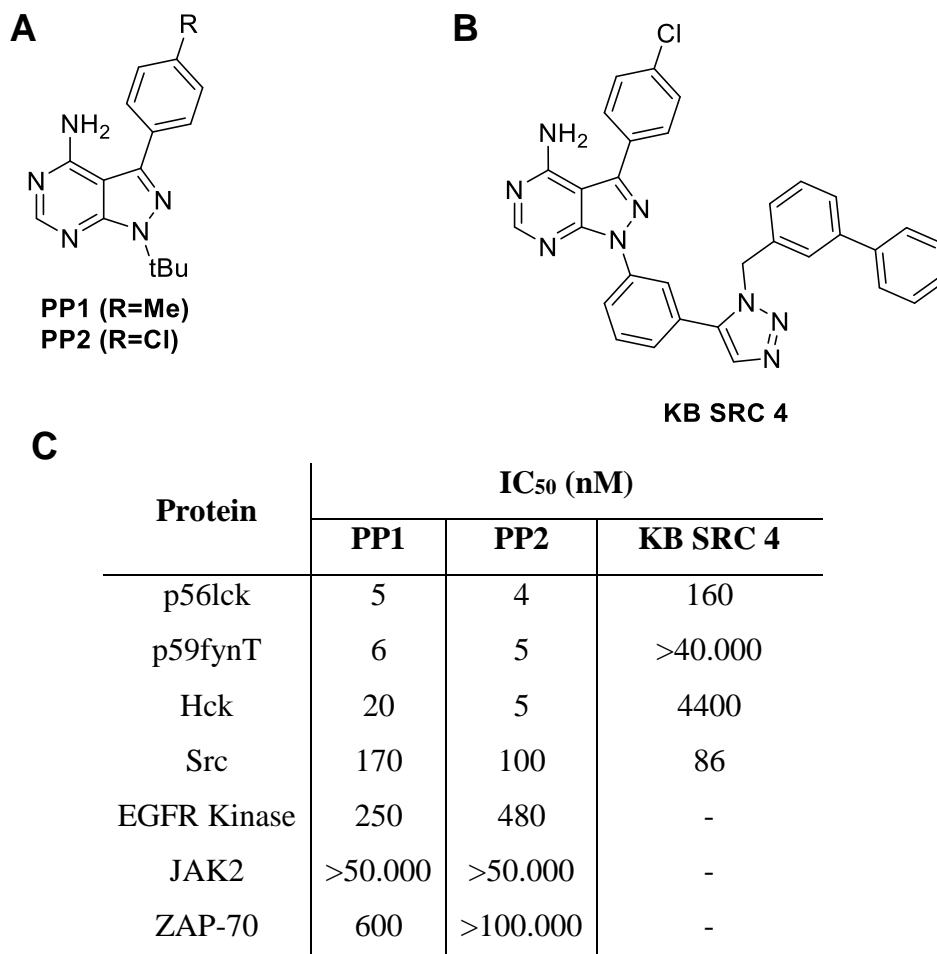 A
R
NH2
N
N
N
N
tBu
PP1 (R=Me)
PP2 (R=Cl)
B
Cl
NH2
N
N
N
N
N
N
N
KB SRC 4
C
Protein IC50 (nM)
PP1 PP2 KB SRC 4
p56lck 5 4 160
p59fynT 6 5 >40.000
Hck 20 5 4400
Src 170 100 86
EGFR Kinase 250 480 -
JAK2 >50.000 >50.000 -
ZAP-70 600 >100.000 -